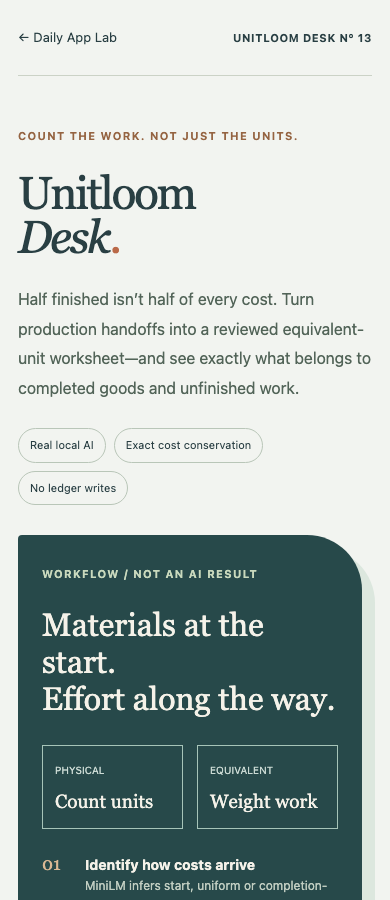 ← Daily App Lab
UNITLOOM DESK Nº 13
COUNT THE WORK. NOT JUST THE UNITS.
Unitloom
Desk.
Half finished isn’t half of every cost. Turn
production handoffs into a reviewed equivalent-
unit worksheet—and see exactly what belongs to
completed goods and unfinished work.
Real local AI
Exact cost conservation
No ledger writes
WORKFLOW / NOT AN AI RESULT
Materials at the
start.
Effort along the way.
PHYSICAL
Count units
EQUIVALENT
Weight work
01
Identify how costs arrive
MiniLM infers start, uniform or completion-